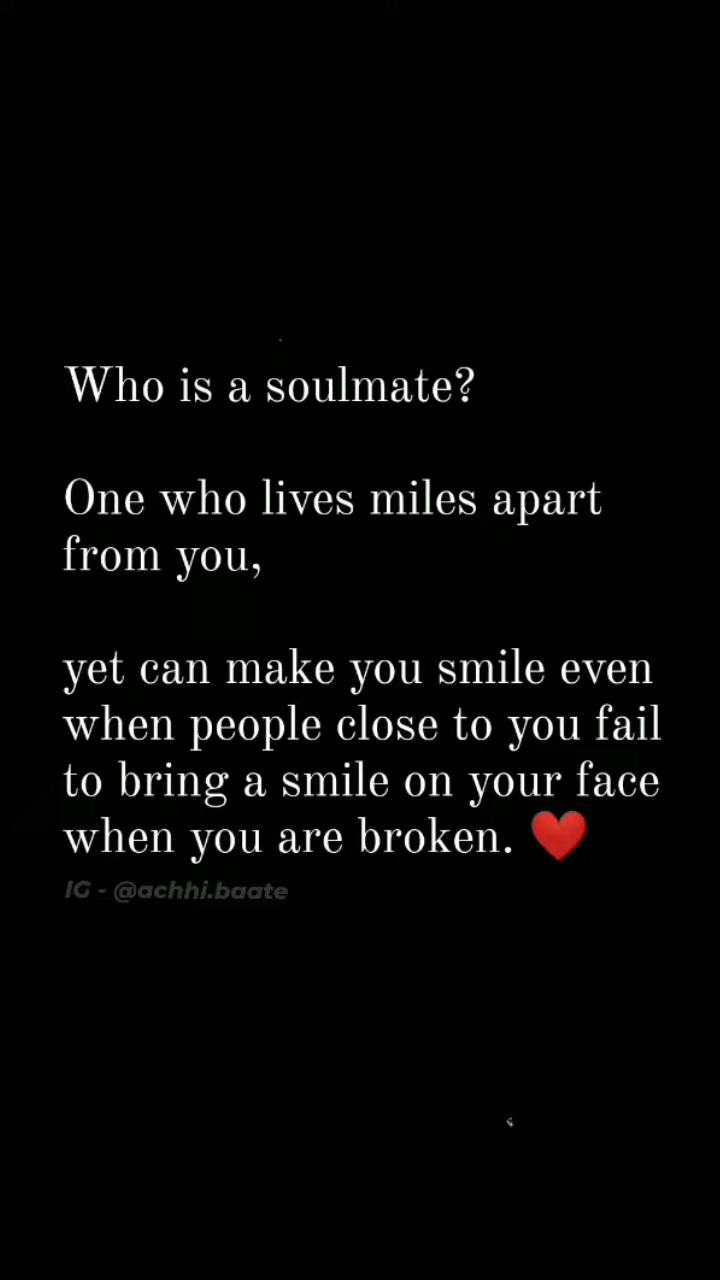 Who is a soulmate?
One who lives miles apart
from you,
yet can make you smile even
when people close to you fail
to bring a smile on your face
when you are broken. ❤️
IG - @achhi.baate